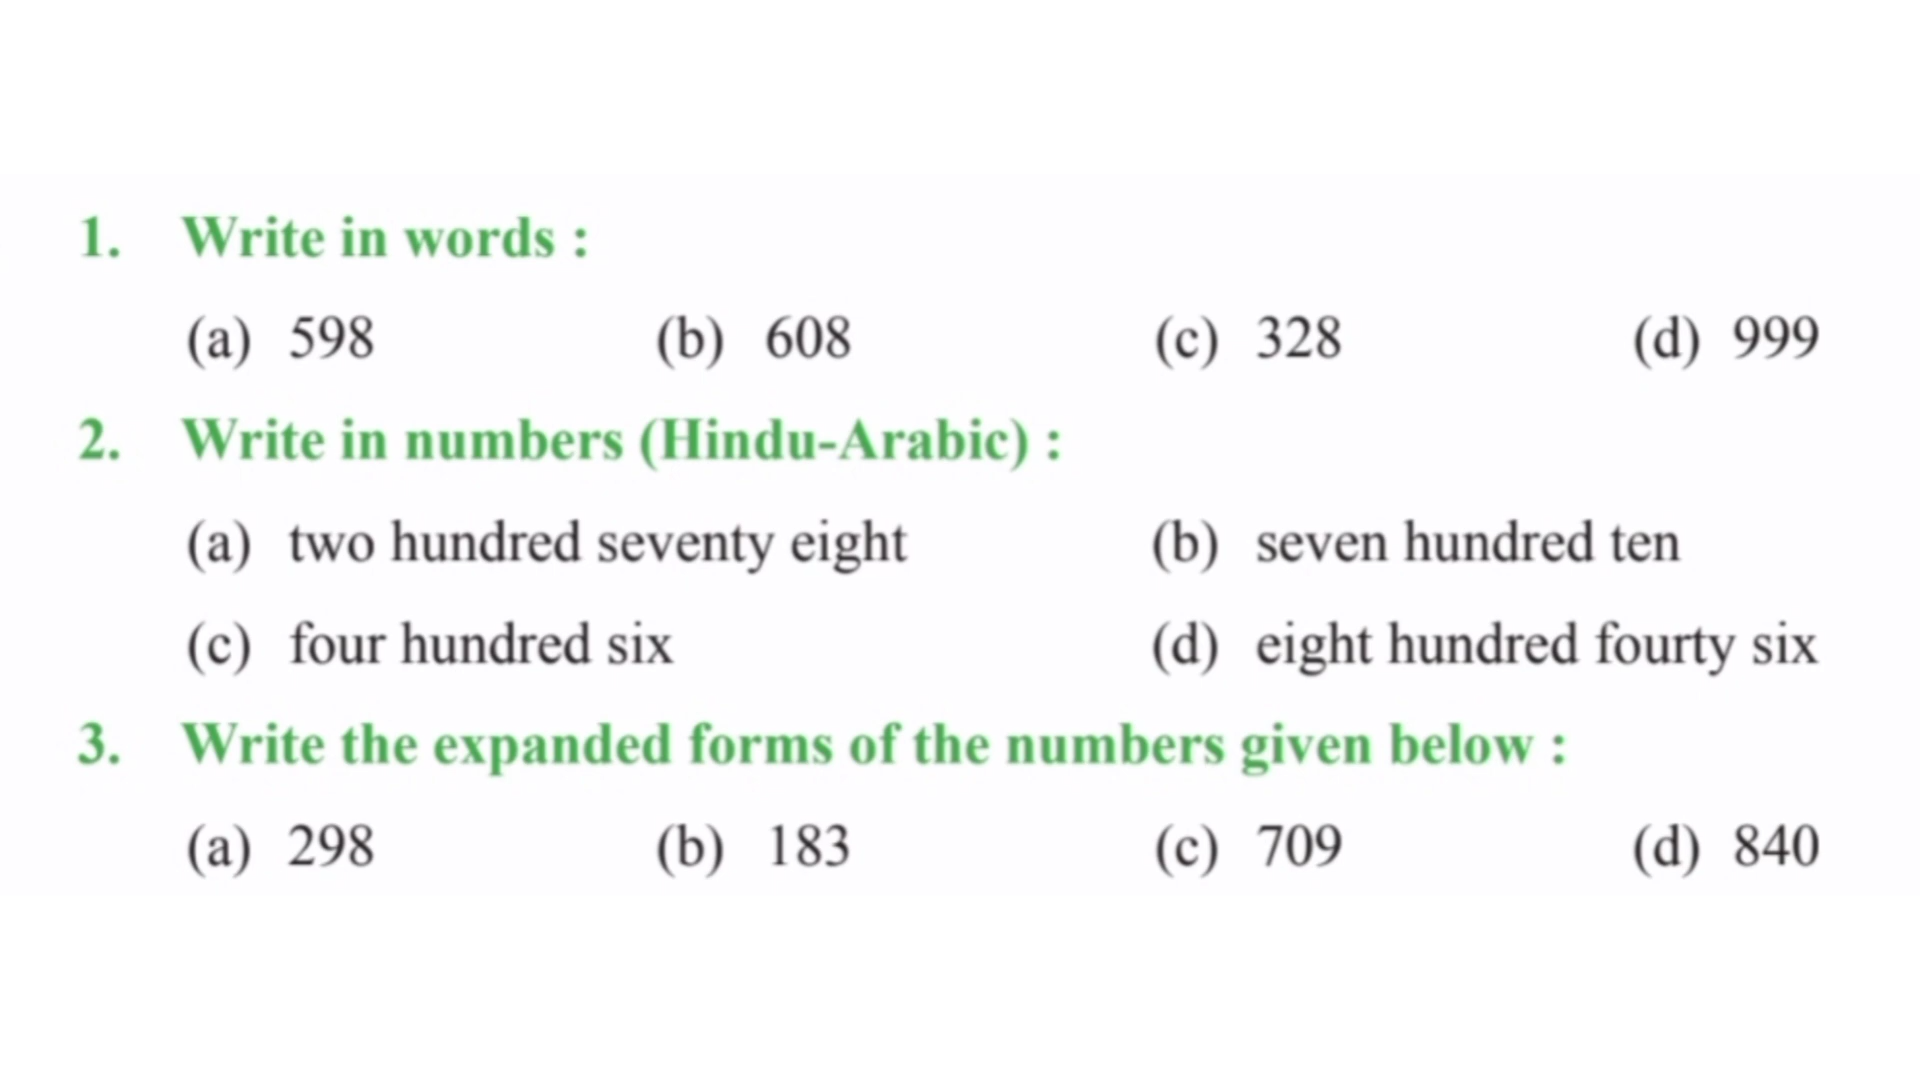 1. Write in words :
(a) 598 (b) 608 (c) 328 (d) 999
2. Write in numbers (Hindu-Arabic) :
(a) two hundred seventy eight (b) seven hundred ten
(c) four hundred six (d) eight hundred fourty six
3. Write the expanded forms of the numbers given below :
(a) 298 (b) 183 (c) 709 (d) 840